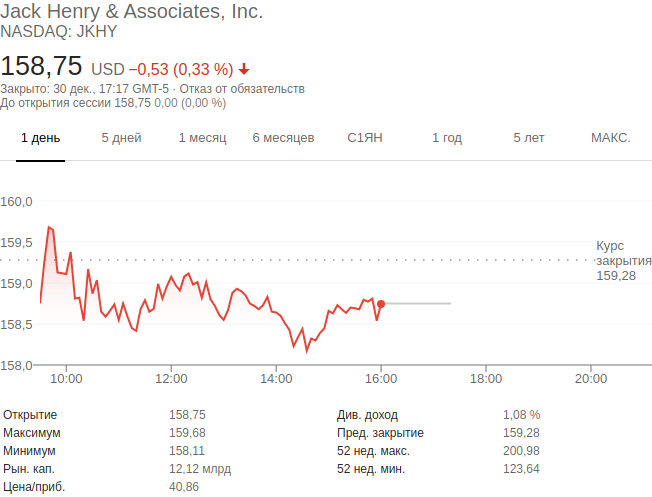 Jack Henry & Associates, Inc.
NASDAQ: JKHY
158,75 USD −0,53 (0,33 %)
Закрыто: 30 дек., 17:17 GMT-5 · Отказ от обязательств
До открытия сессии 158,75 0,00 (0,00 %)
1 день 5 дней 1 месяц 6 месяцев С1ЯН 1 год 5 лет МАКС.
160,0
159,5
159,0
158,5
158,0
Курс
закрытия
159,28
10:00 12:00 14:00 16:00 18:00 20:00
Открытие 158,75 Див. доход 1,08 %
Максимум 159,68 Пред. закрытие 159,28
Минимум 158,11 52 нед. макс. 200,98
Рын. кап. 12,12 млрд 52 нед. мин. 123,64
Цена/приб. 40,86